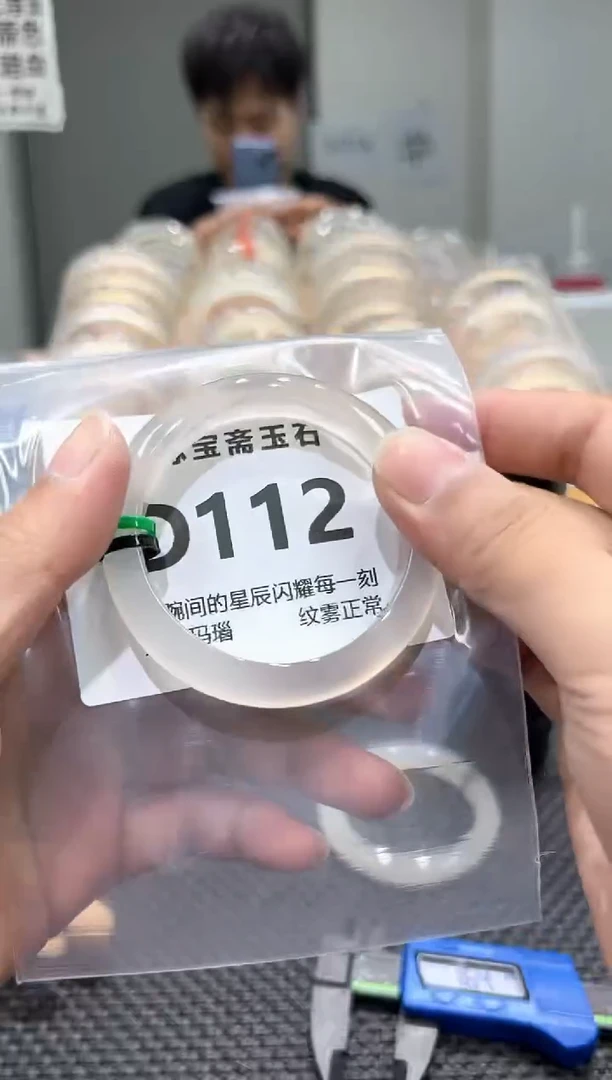 宝斋玉石
D112
腕间的星辰闪耀每一刻
玛瑙 纹雾正常